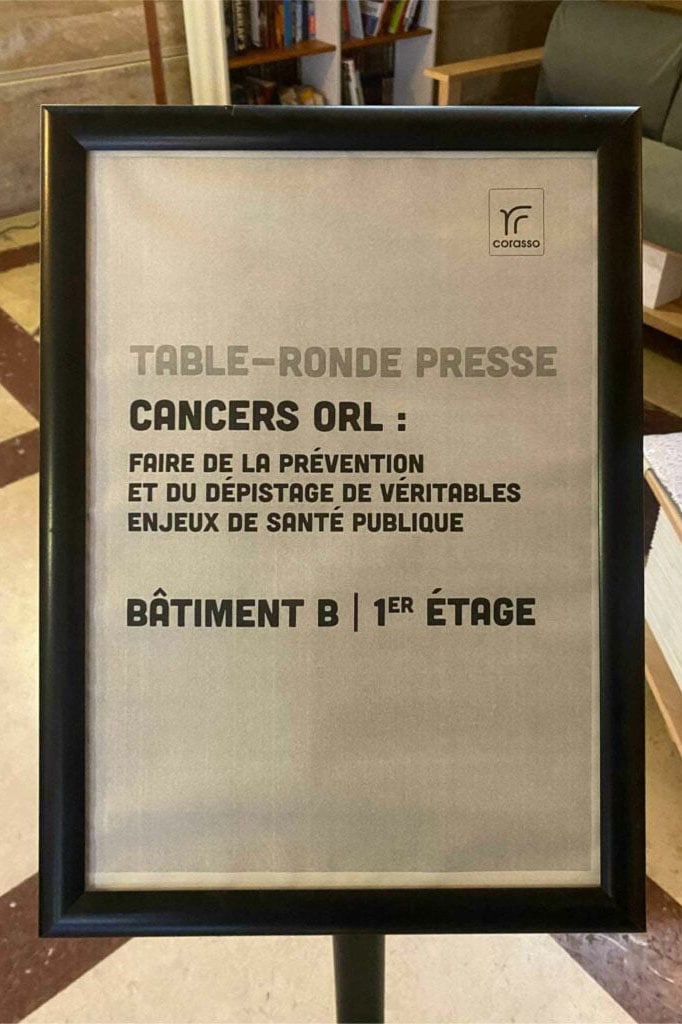 corasso
TABLE-RONDE PRESSE
CANCERS ORL :
FAIRE DE LA PRÉVENTION
ET DU DÉPISTAGE DE VÉRITABLES
ENJEUX DE SANTÉ PUBLIQUE
BÂTIMENT B | 1ER ÉTAGE